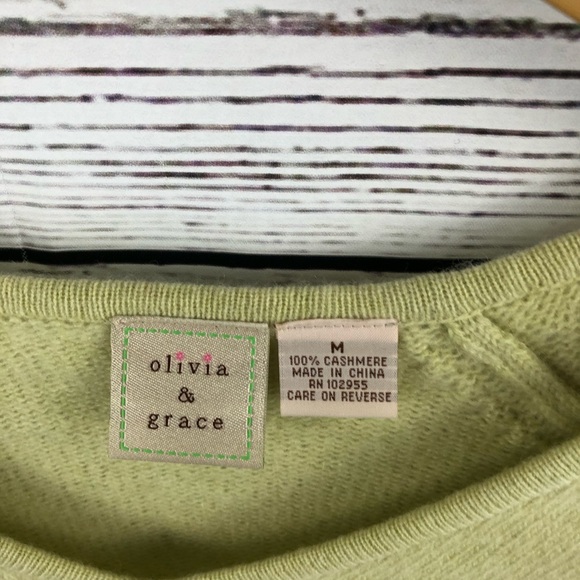 olivia
&
grace
M
100% CASHMERE
MADE IN CHINA
RN 102955
CARE ON REVERSE